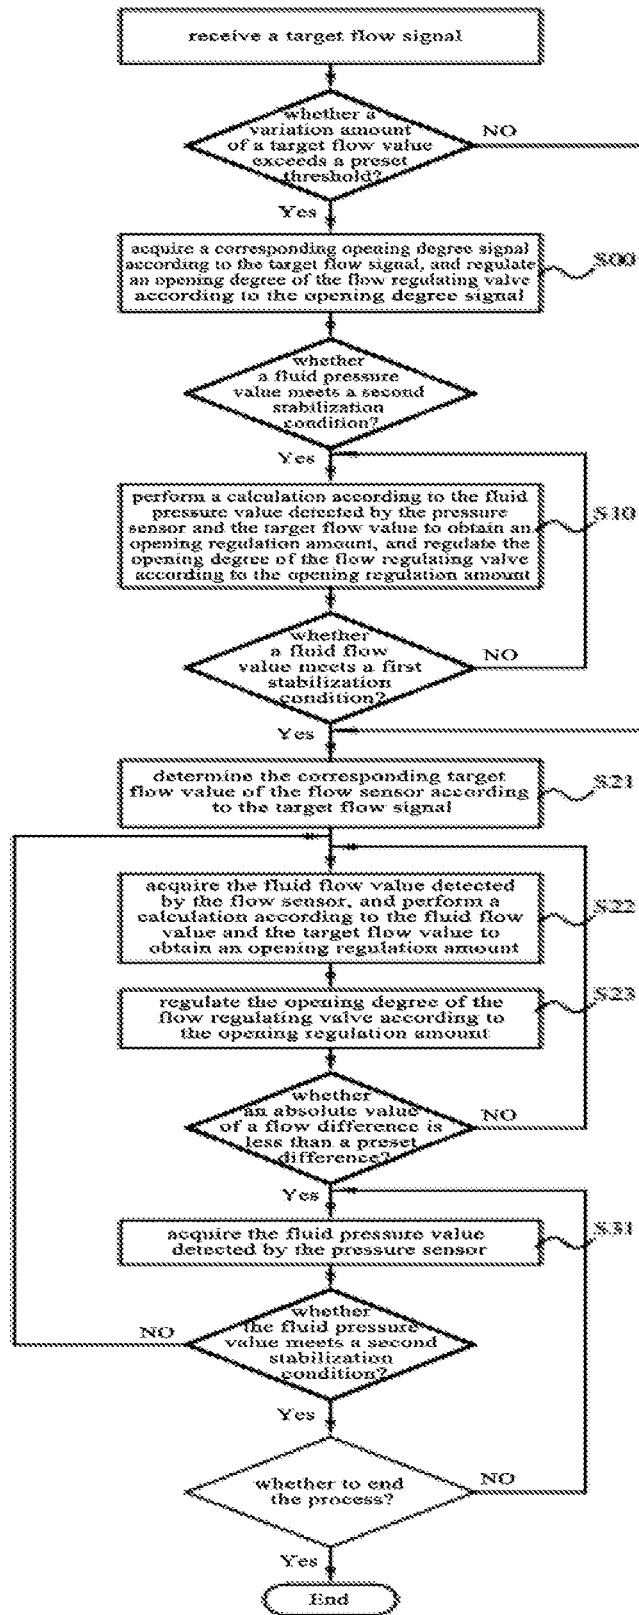 receive a target flow signal
whether a
variation amount
of a target flow value
exceeds a preset
threshold?
NO
Yes
acquire a corresponding opening degree signal
according to the target flow signal, and regulate
an opening degree of the flow regulating valve
according to the opening degree signal
S00
whether
a fluid pressure
value meets a second
stabilization
condition?
Yes
perform a calculation according to the fluid
pressure value detected by the pressure
sensor and the target flow value to obtain an
opening regulation amount, and regulate the
opening degree of the flow regulating valve
according to the opening regulation amount
S10
whether
a fluid flow
value meets a first
stabilization
condition?
NO
Yes
determine the corresponding target
flow value of the flow sensor according
to the target flow signal
S21
acquire the fluid flow value detected
by the flow sensor, and perform a
calculation according to the fluid flow
value and the target flow value to
obtain an opening regulation amount
S22
regulate the opening degree of the
flow regulating valve according to
the opening regulation amount
S23
whether
an absolute value
of a flow difference is
less than a preset
difference?
NO
Yes
acquire the fluid pressure value
detected by the pressure sensor
S31
whether
the fluid pressure
value meets a second
stabilization
condition?
NO
Yes
whether to end
the process?
NO
Yes
End